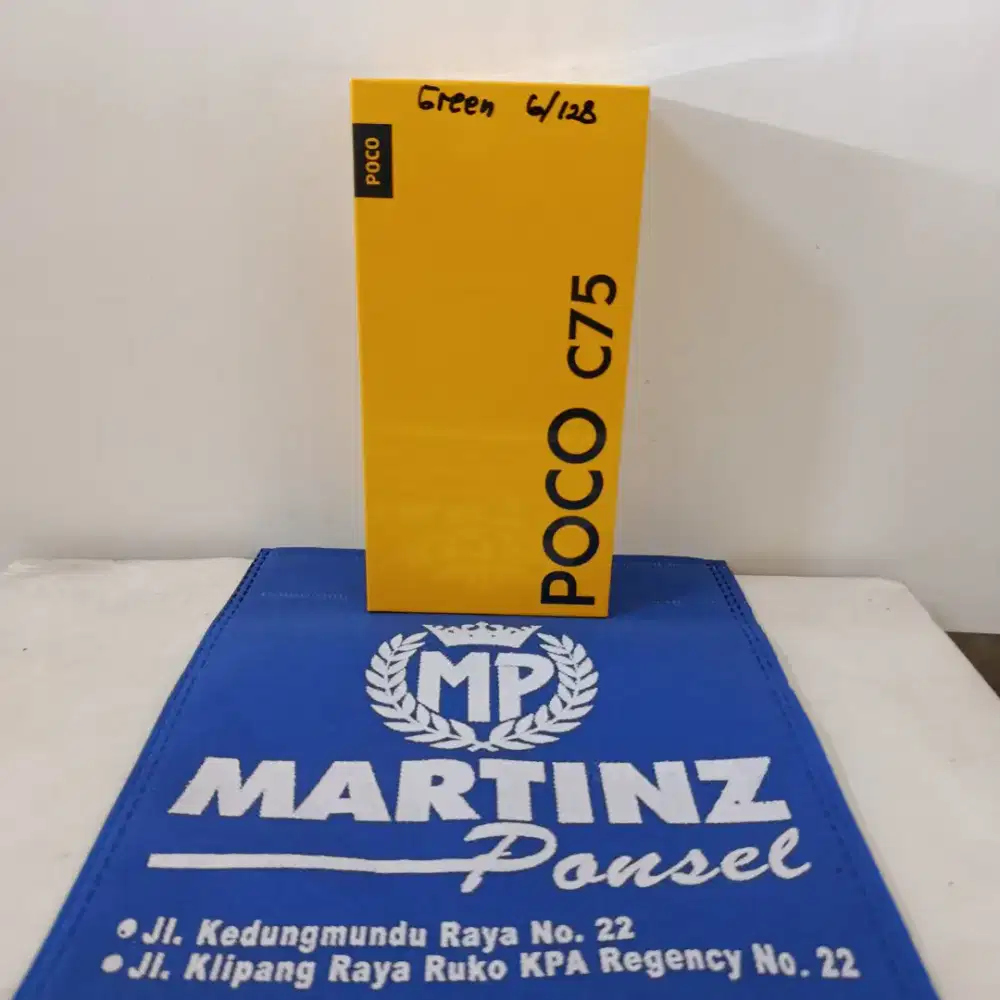 Green 6/128
POCO
POCO C75
MP
MARTINZ
Ponsel
Jl. Kedungmundu Raya No. 22
Jl. Klipang Raya Ruko KPA Regency No. 22